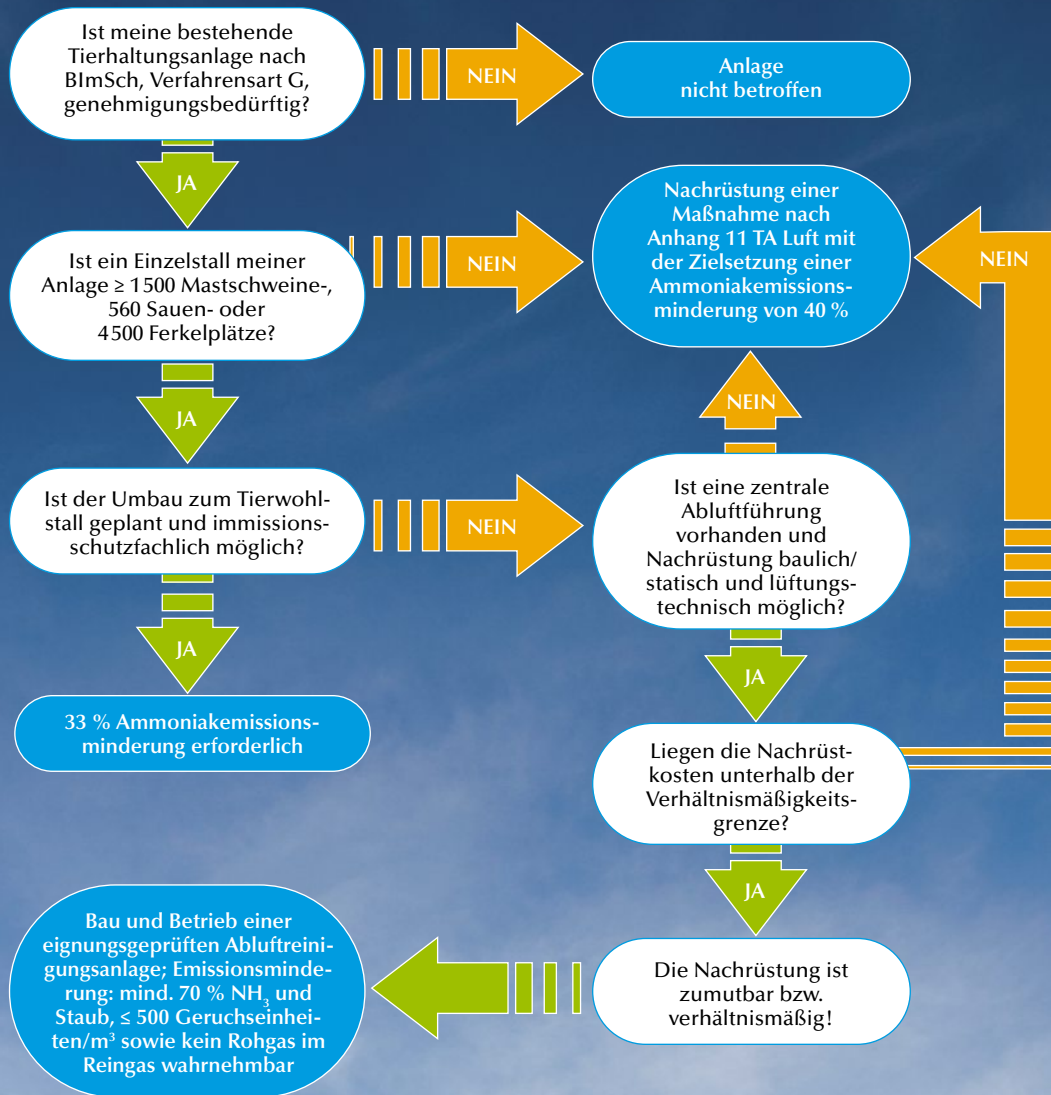 Ist meine bestehende
Tierhaltungsanlage nach
BImSch, Verfahrensart G,
genehmigungsbedürftig?
NEIN
Anlage
nicht betroffen
JA
Ist ein Einzelstall meiner
Anlage ≥ 1500 Mastschweine-,
560 Sauen- oder
4500 Ferkelplätze?
NEIN
Nachrüstung einer
Maßnahme nach
Anhang 11 TA Luft mit
der Zielsetzung einer
Ammoniakemissions-
minderung von 40 %
NEIN
JA
NEIN
Ist der Umbau zum Tierwohl-
stall geplant und immissions-
schutzfachlich möglich?
NEIN
Ist eine zentrale
Abluftführung
vorhanden und
Nachrüstung baulich/
statisch und lüftungs-
technisch möglich?
JA
JA
33 % Ammoniakemissions-
minderung erforderlich
Liegen die Nachrüst-
kosten unterhalb der
Verhältnismäßigkeits-
grenze?
JA
Die Nachrüstung ist
zumutbar bzw.
verhältnismäßig!
Bau und Betrieb einer
eignungsgeprüften Abluftreini-
gungsanlage; Emissionsminde-
rung: mind. 70 % NH₃ und
Staub, ≤ 500 Geruchseinhei-
ten/m³ sowie kein Rohgas im
Reingas wahrnehmbar